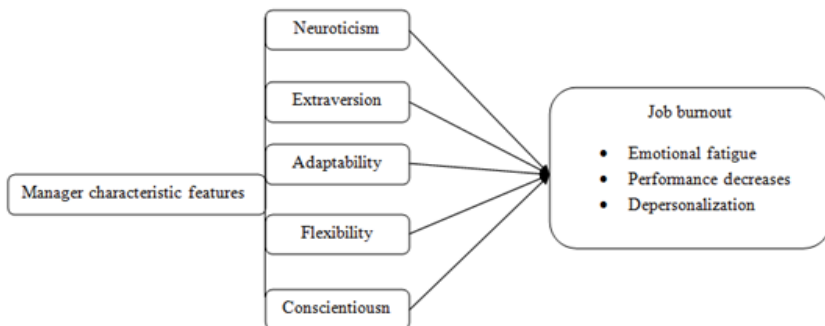 Neuroticism
Extraversion
Adaptability
Manager characteristic features
Flexibility
Conscientiousn
Job burnout
• Emotional fatigue
• Performance decreases
• Depersonalization